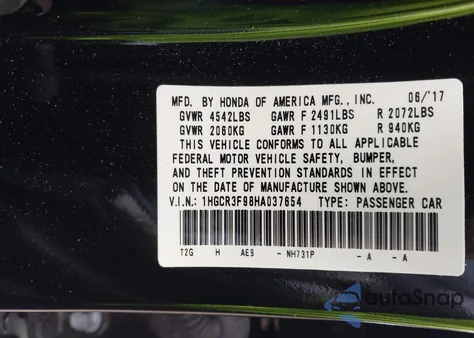 MFD. BY HONDA OF AMERICA MFG., INC. 06/'17
GVWR 4542LBS GAWR F 2491LBS R 2072LBS
GVWR 2060KG GAWR F 1130KG R 940KG
THIS VEHICLE CONFORMS TO ALL APPLICABLE
FEDERAL MOTOR VEHICLE SAFETY, BUMPER,
AND THEFT PREVENTION STANDARDS IN EFFECT
ON THE DATE OF MANUFACTURE SHOWN ABOVE.
V.I.N.: 1HGCR3F98HA037654 TYPE: PASSENGER CAR
T2G H AE9 - NH731P - A - A
autoSnap